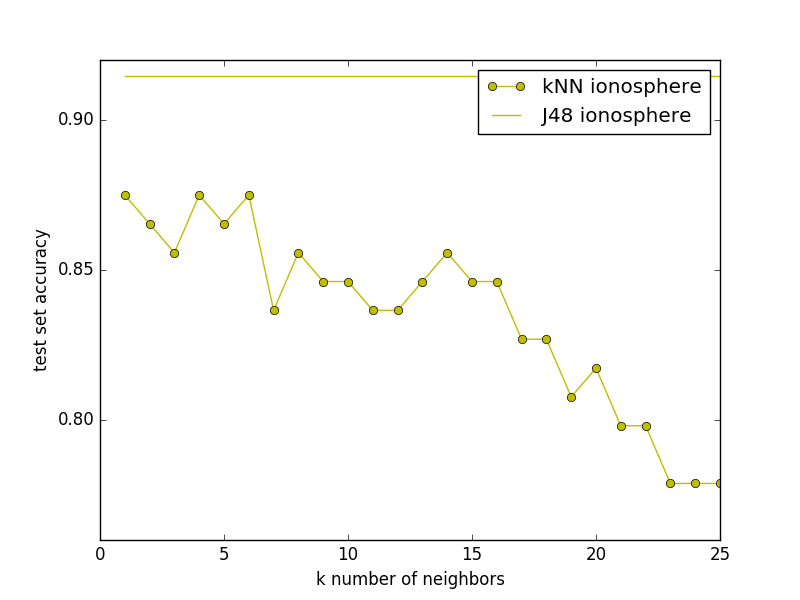 kNN ionosphere
J48 ionosphere
0.90
0.85
0.80
test set accuracy
0 5 10 15 20 25
k number of neighbors